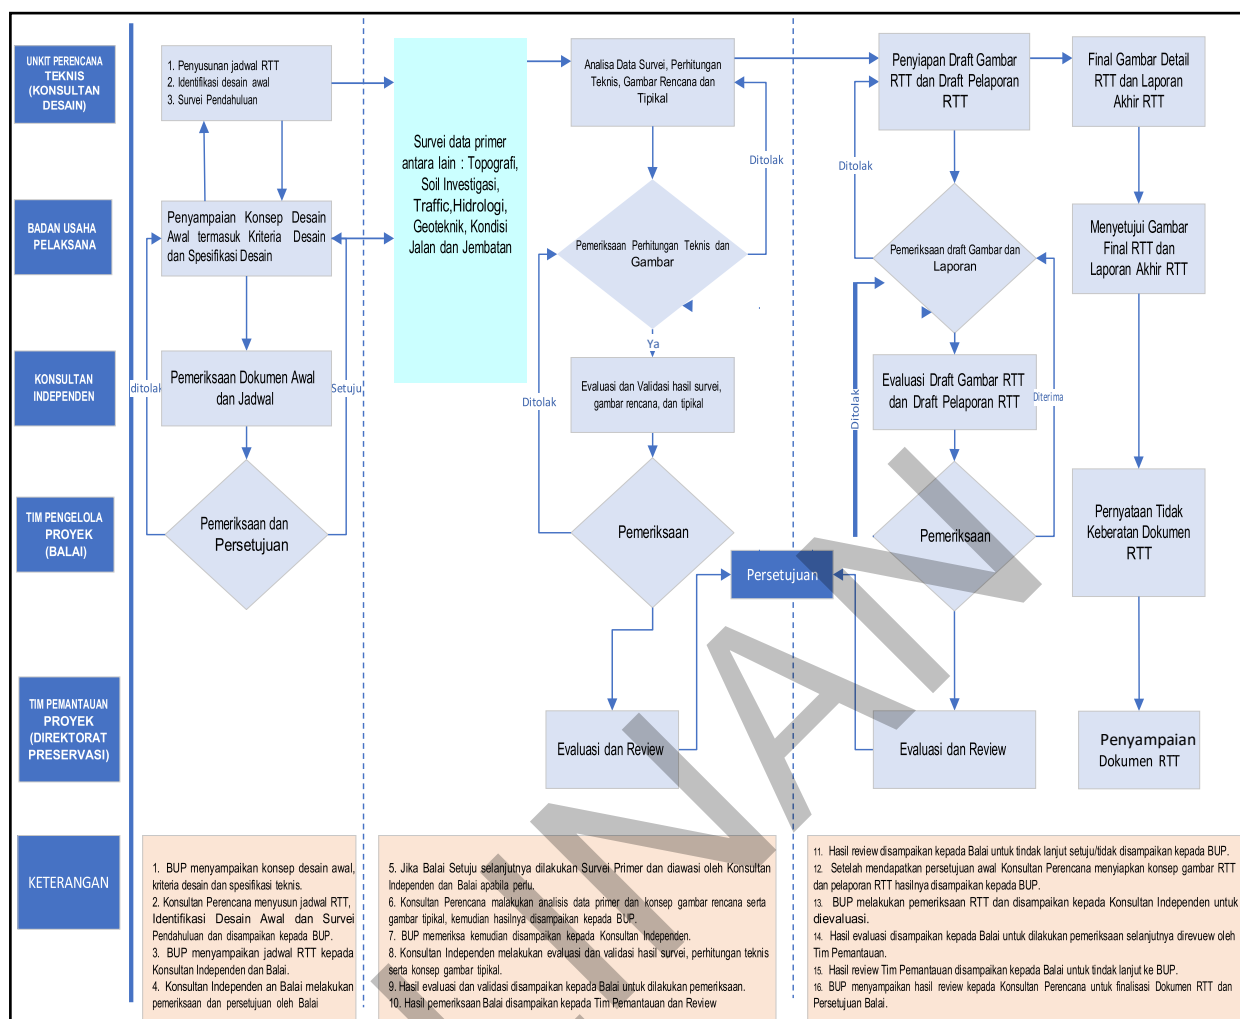 UNKIT PERENCANA
TEKNIS
(KONSULTAN
DESAIN)
1. Penyusunan jadwal RTT
2. Identifikasi desain awal
3. Survei Pendahuluan
Analisa Data Survei, Perhitungan
Teknis, Gambar Rencana dan
Tipikal
Penyiapan Draft Gambar
RTT dan Draft Pelaporan
RTT
Final Gambar Detail
RTT dan Laporan
Akhir RTT
Survei data primer
antara lain : Topografi,
Soil Investigasi,
Traffic,Hidrologi,
Geoteknik, Kondisi
Jalan dan Jembatan
Ditolak
Ditolak
BADAN USAHA
PELAKSANA
Penyampaian Konsep Desain
Awal termasuk Kriteria Desain
dan Spesifikasi Desain
Pemeriksaan Perhitungan Teknis dan
Gambar
Pemeriksaan draft Gambar dan
Laporan
Menyetujui Gambar
Final RTT dan
Laporan Akhir RTT
Ya
KONSULTAN
INDEPENDEN
ditolak
Pemeriksaan Dokumen Awal
dan Jadwal
Setuju
Ditolak
Evaluasi dan Validasi hasil survei,
gambar rencana, dan tipikal
Ditolak
Evaluasi Draft Gambar RTT
dan Draft Pelaporan RTT
Diterima
TIM PENGELOLA
PROYEK
(BALAI)
Pemeriksaan dan
Persetujuan
Pemeriksaan
Pemeriksaan
Pernyataan Tidak
Keberatan Dokumen
RTT
Persetujuan
TIM PEMANTAUAN
PROYEK
(DIREKTORAT
PRESERVASI)
Evaluasi dan Review
Evaluasi dan Review
Penyampaian
Dokumen RTT
KETERANGAN
1. BUP menyampaikan konsep desain awal,
kriteria desain dan spesifikasi teknis.
2. Konsultan Perencana menyusun jadwal RTT,
Identifikasi Desain Awal dan Survei
Pendahuluan dan disampaikan kepada BUP.
3. BUP menyampaikan jadwal RTT kepada
Konsultan Independen dan Balai.
4. Konsultan Independen an Balai melakukan
pemeriksan dan persetujuan oleh Balai
5. Jika Balai Setuju selanjutnya dilakukan Survei Primer dan diawasi oleh Konsultan
Independen dan Balai apabila perlu.
6. Konsultan Perencana malakukan analisis data primer dan konsep gambar rencana serta
gambar tipikal, kemudian hasilnya disampaikan kepada BUP.
7. BUP memeriksa kemudian disampaikan kepada Konsultan Independen.
8. Konsultan Independen melakukan evaluasi dan validasi hasil survei, perhitungan teknis
serta konsep gambar tipikal.
9. Hasil evaluasi dan validasi disampaikan kepada Balai untuk dilakukan pemeriksaan.
10. Hasil pemeriksaan Balai disampaikan kepada Tim Pemantauan and Review
11. Hasil review disampaikan kepada Balai untuk tindak lanjut setuju/tidak disampaikan kepada BUP.
12. Setelah mendapatkan persetujuan awal Konsultan Perencana menyiapkan konsep gambar RTT
dan pelaporan RTT hasilnya disampaikan kepada BUP.
13. BUP melakukan pemeriksaan RTT dan disampaikan kepada Konsultan Independen untuk
dievaluasi.
14. Hasil evaluasi disampaikan kepada Balai untuk dilakukan pemeriksaan selanjutnya direvuew oleh
Tim Pemantauan.
15. Hasil review Tim Pemantauan disampaikan kepada Balai untuk tindak lanjut ke BUP.
16. BUP menyampaikan hasil review kepada Konsultan Perencana untuk finalisasi Dokumen RTT dan
Persetujuan Balai.